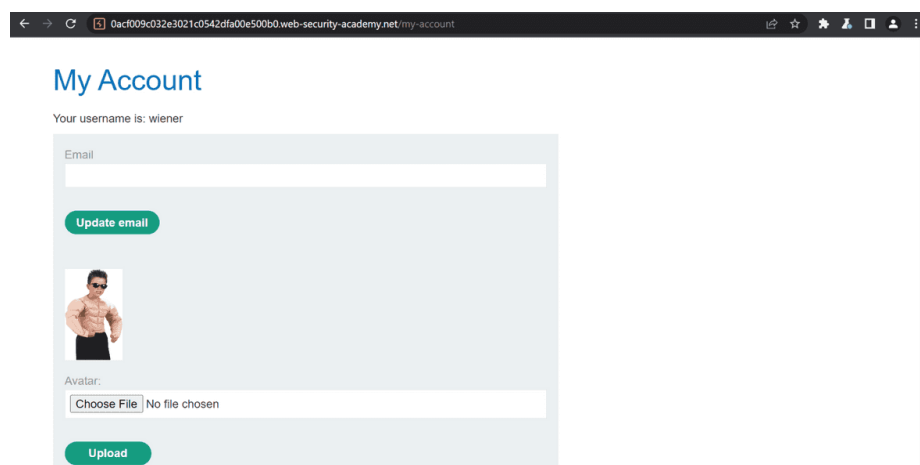 0acf009c032e3021c0542dfa00e500b0.web-security-academy.net/my-account
My Account
Your username is: wiener
Email
Update email
Avatar:
Choose File No file chosen
Upload